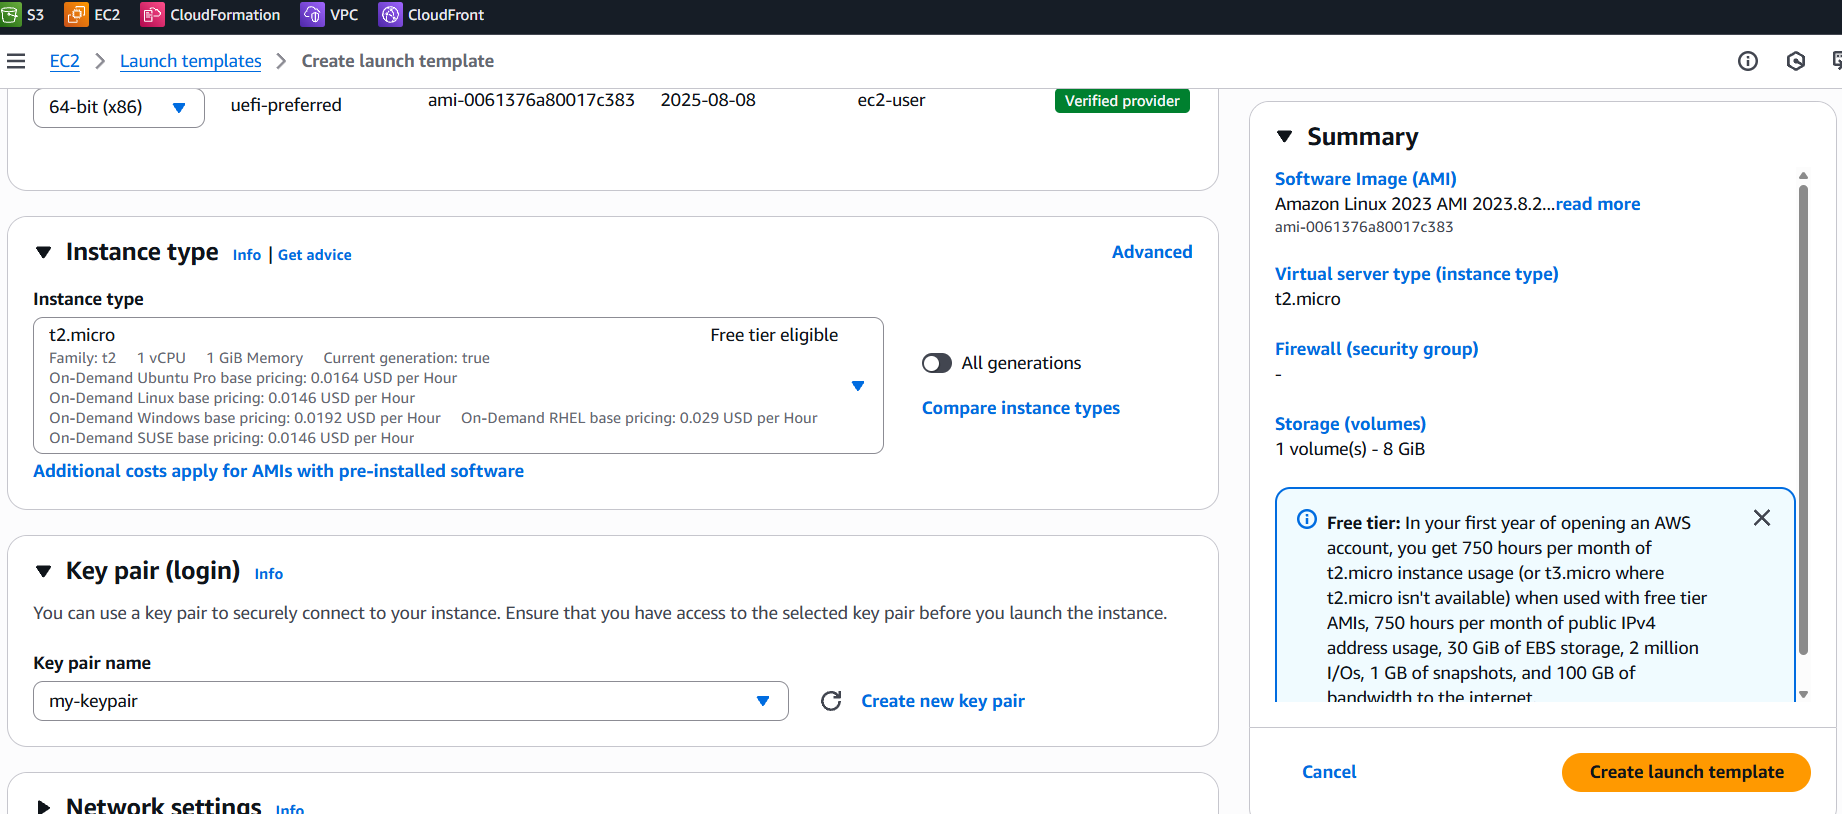 S3 EC2 CloudFormation VPC CloudFront
EC2 Launch templates Create launch template
64-bit (x86) uefi-preferred ami-0061376a80017c383 2025-08-08 ec2-user Verified provider
Instance type Info | Get advice Advanced
Instance type
t2.micro Free tier eligible
Family: t2 1 vCPU 1 GiB Memory Current generation: true
On-Demand Ubuntu Pro base pricing: 0.0164 USD per Hour
On-Demand Linux base pricing: 0.0146 USD per Hour
On-Demand Windows base pricing: 0.0192 USD per Hour On-Demand RHEL base pricing: 0.029 USD per Hour
On-Demand SUSE base pricing: 0.0146 USD per Hour
All generations
Compare instance types
Additional costs apply for AMIs with pre-installed software
Key pair (login) Info
You can use a key pair to securely connect to your instance. Ensure that you have access to the selected key pair before you launch the instance.
Key pair name
my-keypair Create new key pair
Network settings Info
Summary
Software Image (AMI)
Amazon Linux 2023 AMI 2023.8.2...read more
ami-0061376a80017c383
Virtual server type (instance type)
t2.micro
Firewall (security group)
-
Storage (volumes)
1 volume(s) - 8 GiB
Free tier: In your first year of opening an AWS
account, you get 750 hours per month of
t2.micro instance usage (or t3.micro where
t2.micro isn't available) when used with free tier
AMIs, 750 hours per month of public IPv4
address usage, 30 GiB of EBS storage, 2 million
I/Os, 1 GB of snapshots, and 100 GB of
bandwidth to the internet
Cancel Create launch template